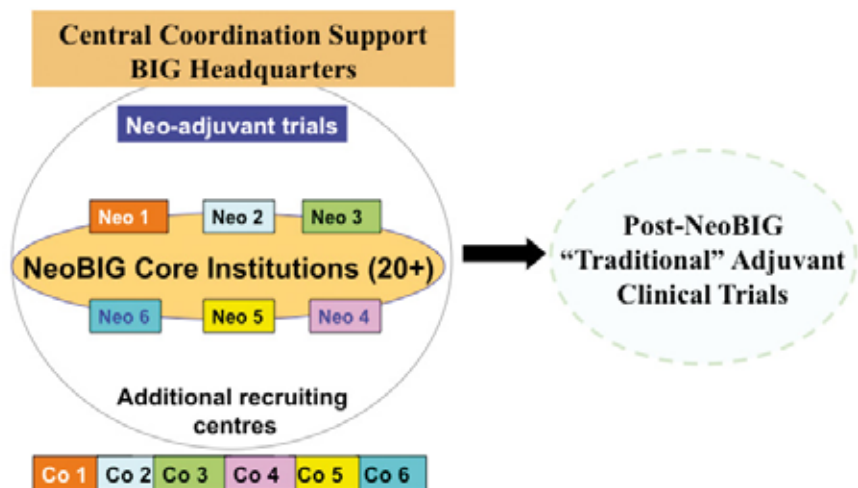 Central Coordination Support
BIG Headquarters
Neo-adjuvant trials
Neo 1
Neo 2
Neo 3
NeoBIG Core Institutions (20+)
Neo 6
Neo 5
Neo 4
Additional recruiting
centres
Co 1
Co 2
Co 3
Co 4
Co 5
Co 6
Post-NeoBIG
“Traditional” Adjuvant
Clinical Trials